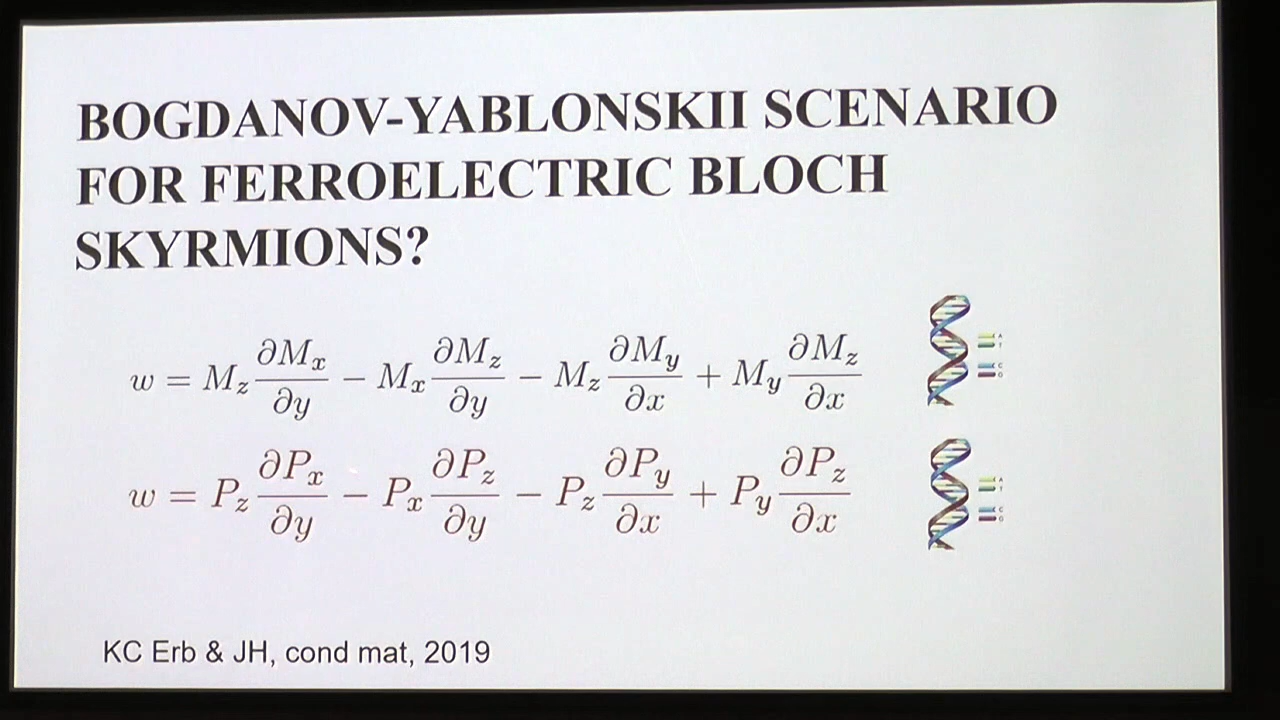 BOGDANOV-YABLONSKII SCENARIO
FOR FERROELECTRIC BLOCH
SKYRMIONS?
w = M_z ∂M_x/∂y − M_x ∂M_z/∂y − M_z ∂M_y/∂x + M_y ∂M_z/∂x
w = P_z ∂P_x/∂y − P_x ∂P_z/∂y − P_z ∂P_y/∂x + P_y ∂P_z/∂x
KC Erb & JH, cond mat, 2019